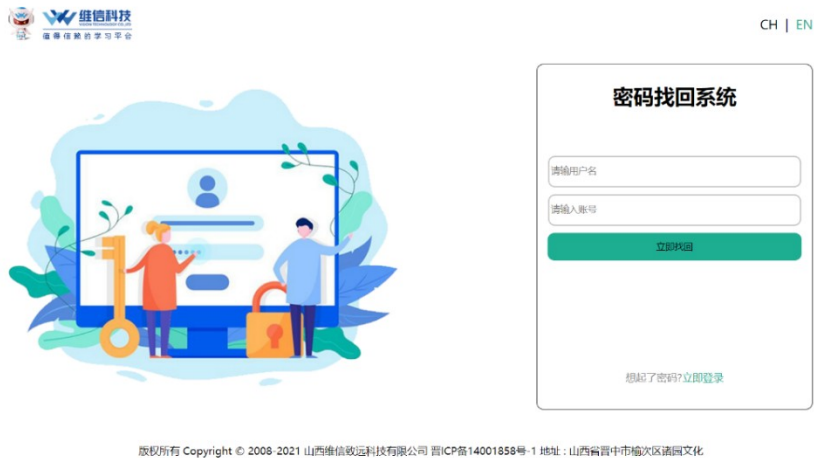 维信科技
值得信赖的学习平台
CH | EN
密码找回系统
请输用户名
请输入账号
立即找回
想起了密码?立即登录
版权所有 Copyright © 2008-2021 山西维信致远科技有限公司 晋ICP备14001858号-1 地址：山西省晋中市榆次区诸园文化